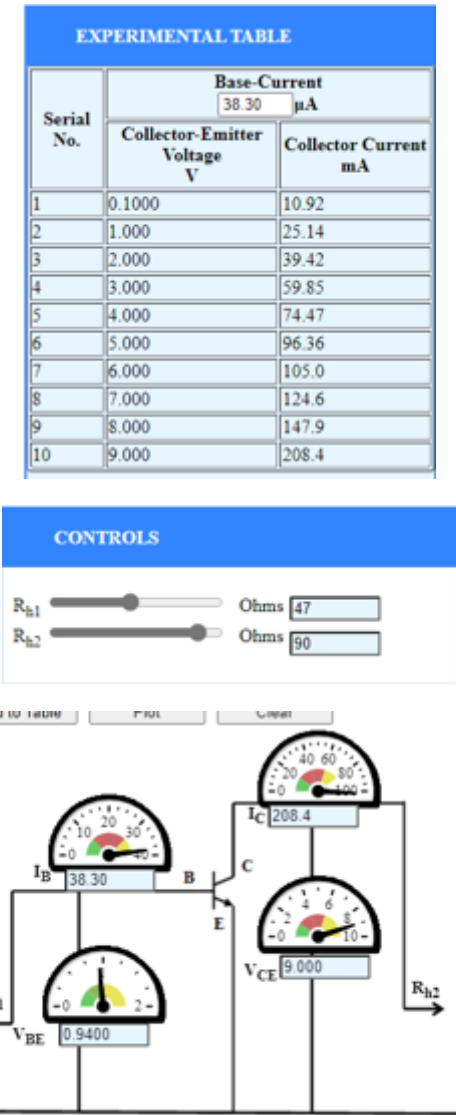 EXPERIMENTAL TABLE
Serial No.
Base-Current
38.30 μA
Collector-Emitter Voltage V
Collector Current mA
1 0.1000 10.92
2 1.000 25.14
3 2.000 39.42
4 3.000 59.85
5 4.000 74.47
6 5.000 96.36
7 6.000 105.0
8 7.000 124.6
9 8.000 147.9
10 9.000 208.4
CONTROLS
Rh1 Ohms 47
Rh2 Ohms 90
to Table Plot Clear
0 20 40 60 80 100
IC 208.4
0 10 20 30 40
IB 38.30
B
C
E
0 2 4 6 8 10
VCE 9.000
0 2
VBE 0.9400
Rh2